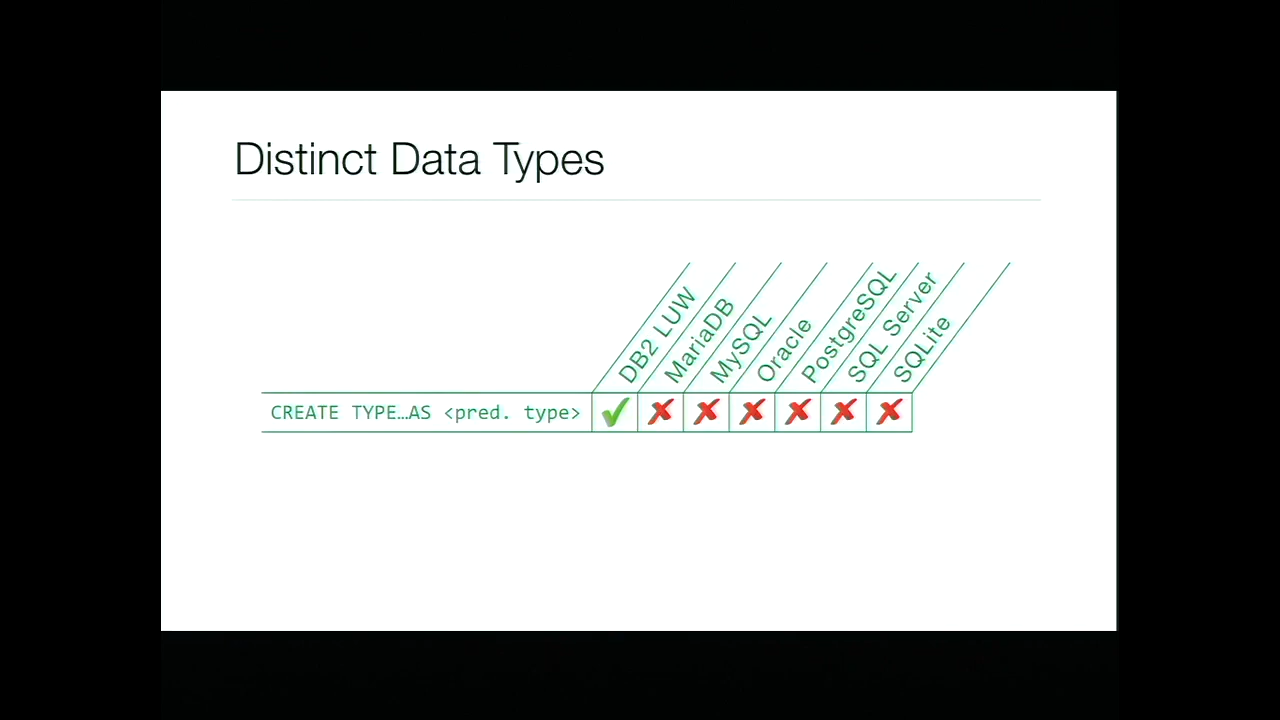 Distinct Data Types
DB2 LUW
MariaDB
MySQL
Oracle
PostgreSQL
SQL Server
SQLite
CREATE TYPE…AS <pred. type>